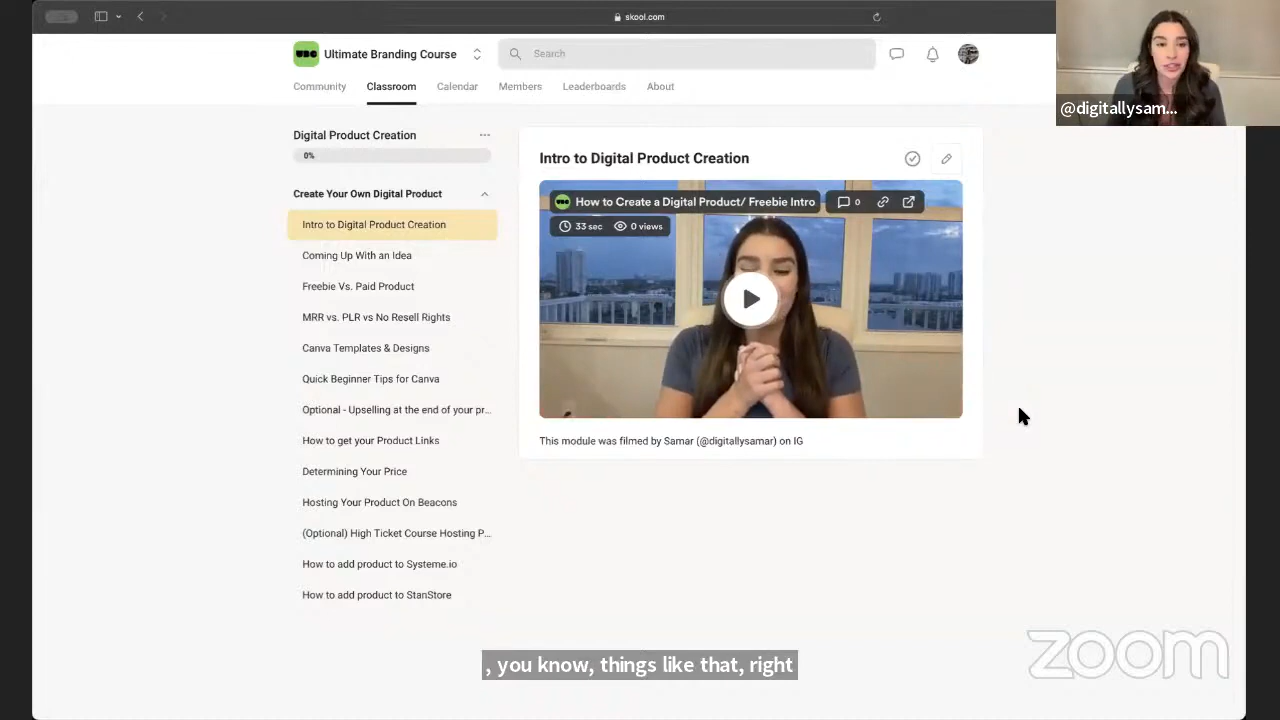 skool.com
UBC
Ultimate Branding Course
Search
Community
Classroom
Calendar
Members
Leaderboards
About
@digitallysam...
Digital Product Creation
0%
Create Your Own Digital Product
Intro to Digital Product Creation
Coming Up With an Idea
Freebie Vs. Paid Product
MRR vs. PLR vs No Resell Rights
Canva Templates & Designs
Quick Beginner Tips for Canva
Optional - Upselling at the end of your pr...
How to get your Product Links
Determining Your Price
Hosting Your Product On Beacons
(Optional) High Ticket Course Hosting P...
How to add product to Systeme.io
How to add product to StanStore
Intro to Digital Product Creation
How to Create a Digital Product/ Freebie Intro
0
33 sec
0 views
This module was filmed by Samar (@digitallysamar) on IG
, you know, things like that, right
zoom